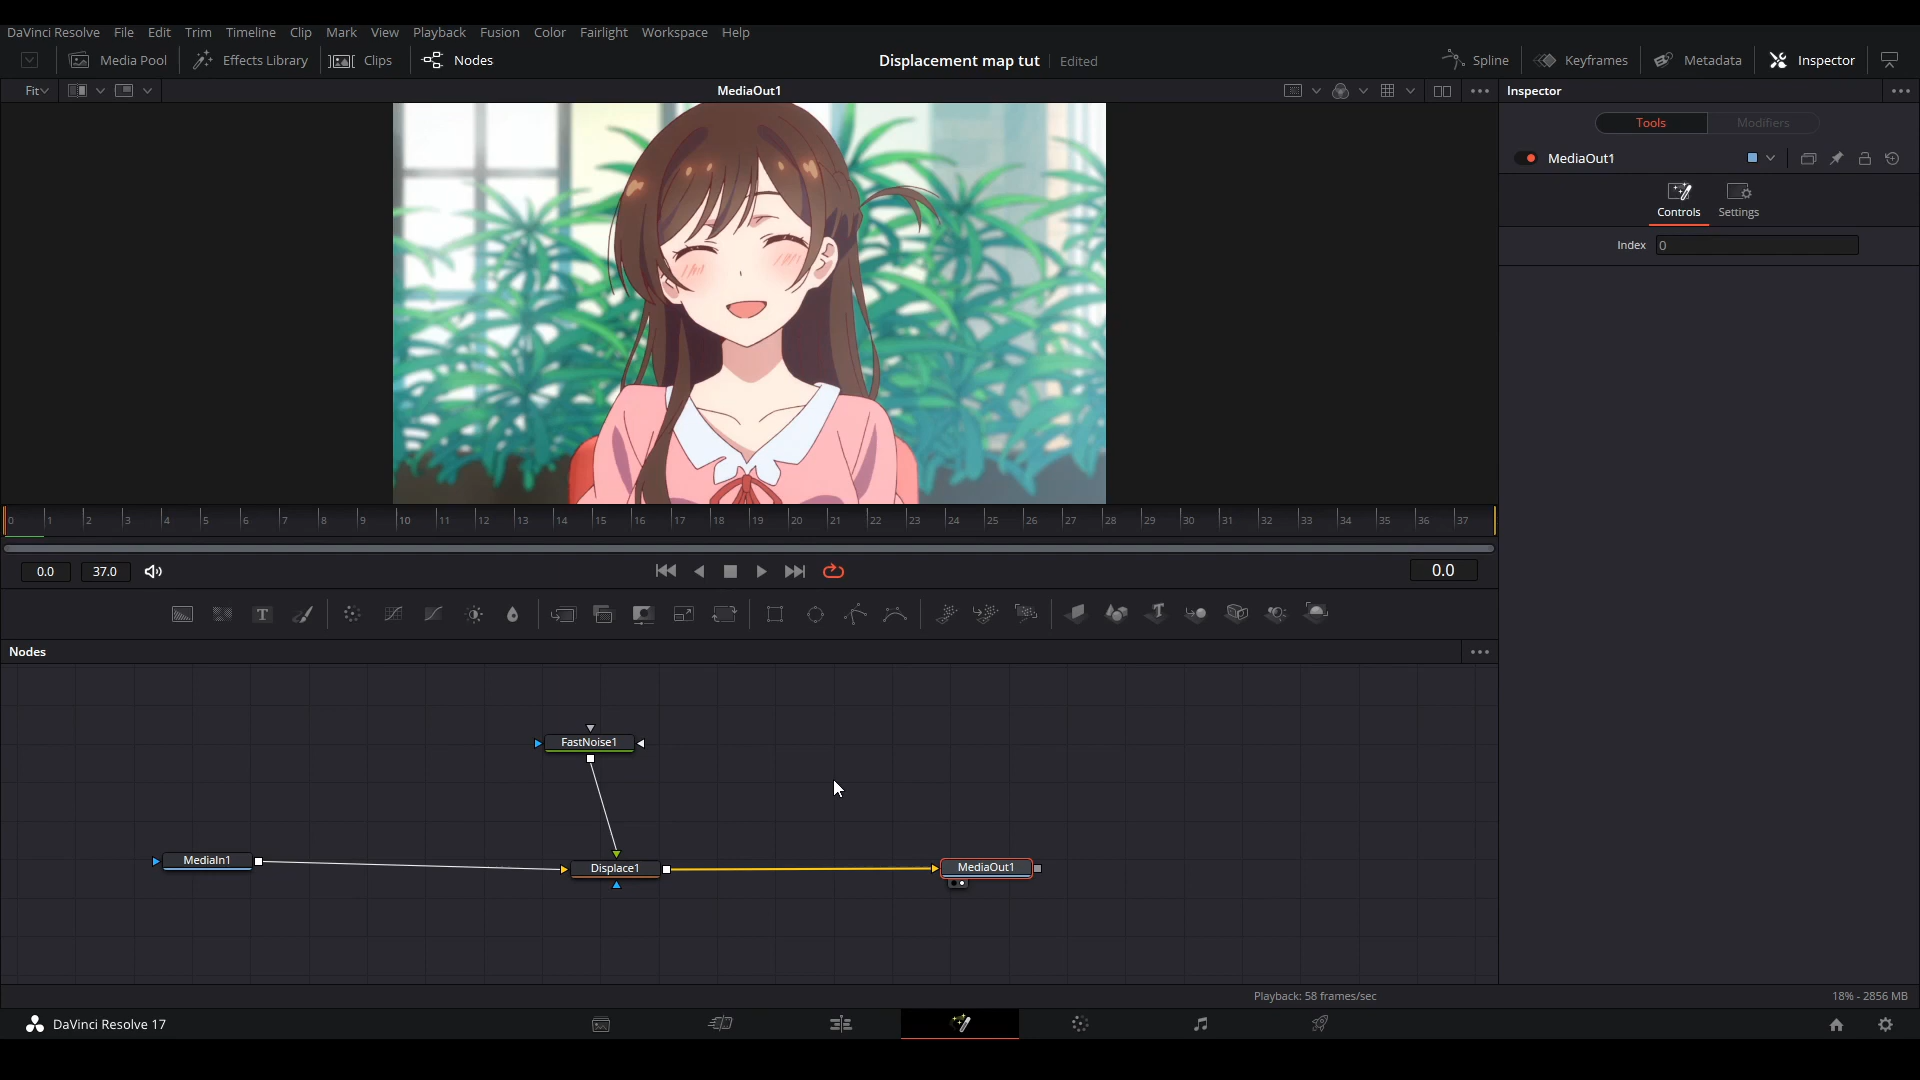 DaVinci Resolve File Edit Trim Timeline Clip Mark View Playback Fusion Color Fairlight Workspace Help
Media Pool Effects Library Clips Nodes Displacement map tut Edited Spline Keyframes Metadata Inspector
Fit MediaOut1 Inspector
Tools Modifiers
MediaOut1
Controls Settings
Index 0
0 1 2 3 4 5 6 7 8 9 10 11 12 13 14 15 16 17 18 19 20 21 22 23 24 25 26 27 28 29 30 31 32 33 34 35 36 37
0.0 37.0 0.0
T T
Nodes
FastNoise1
MediaIn1 Displace1 MediaOut1
Playback: 58 frames/sec 18% - 2856 MB
DaVinci Resolve 17